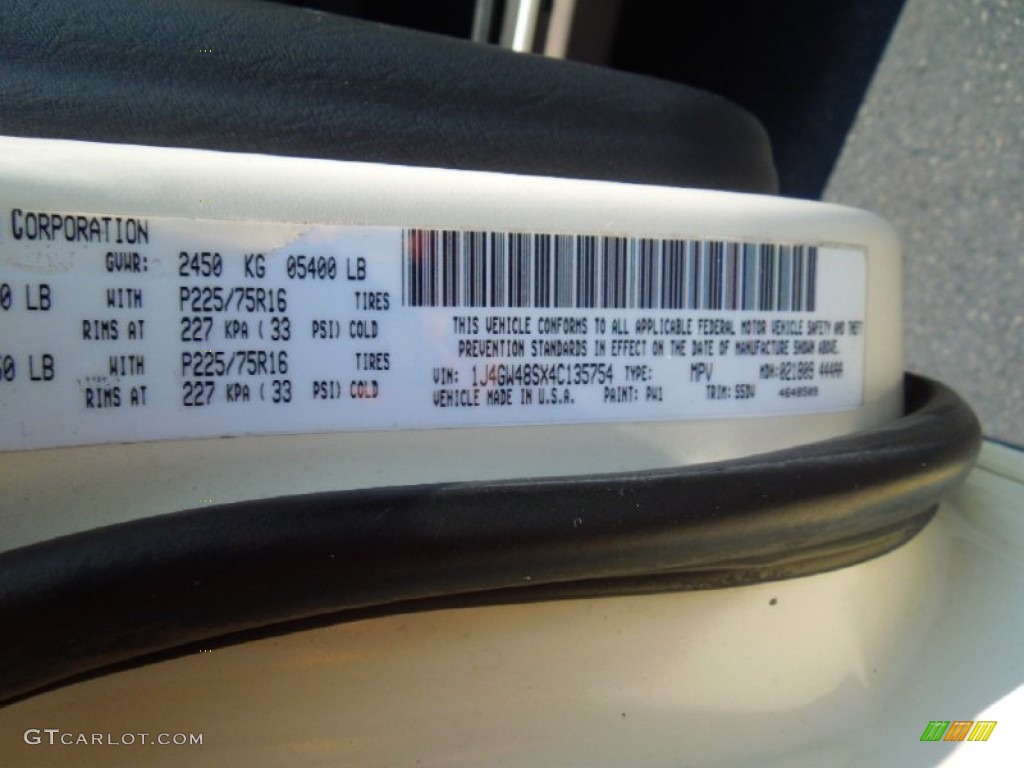 CORPORATION
GVWR: 2450 KG 05400 LB
0 LB WITH P225/75R16 TIRES
RIMS AT 227 KPA ( 33 PSI) COLD
50 LB WITH P225/75R16 TIRES
RIMS AT 227 KPA ( 33 PSI) COLD
THIS VEHICLE CONFORMS TO ALL APPLICABLE FEDERAL MOTOR VEHICLE SAFETY AND THEFT
PREVENTION STANDARDS IN EFFECT ON THE DATE OF MANUFACTURE SHOWN ABOVE.
VIN: 1J4GW48SX4C135754 TYPE: MPV MDH:
VEHICLE MADE IN U.S.A. PAINT: PW1 TRIM:
GTCARLOT.COM